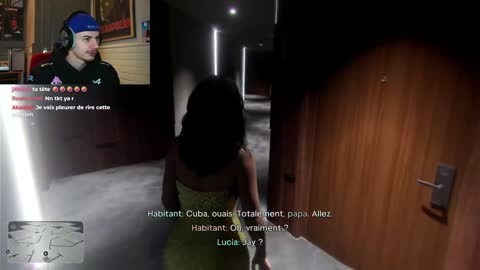 ta tête
Nn tkt ya r
Je vais pleurer de rire cette
Habitant: Cuba, ouais. Totalement, papa. Allez.
Habitant: Oh, vraiment ?
Lucia: Jay ?